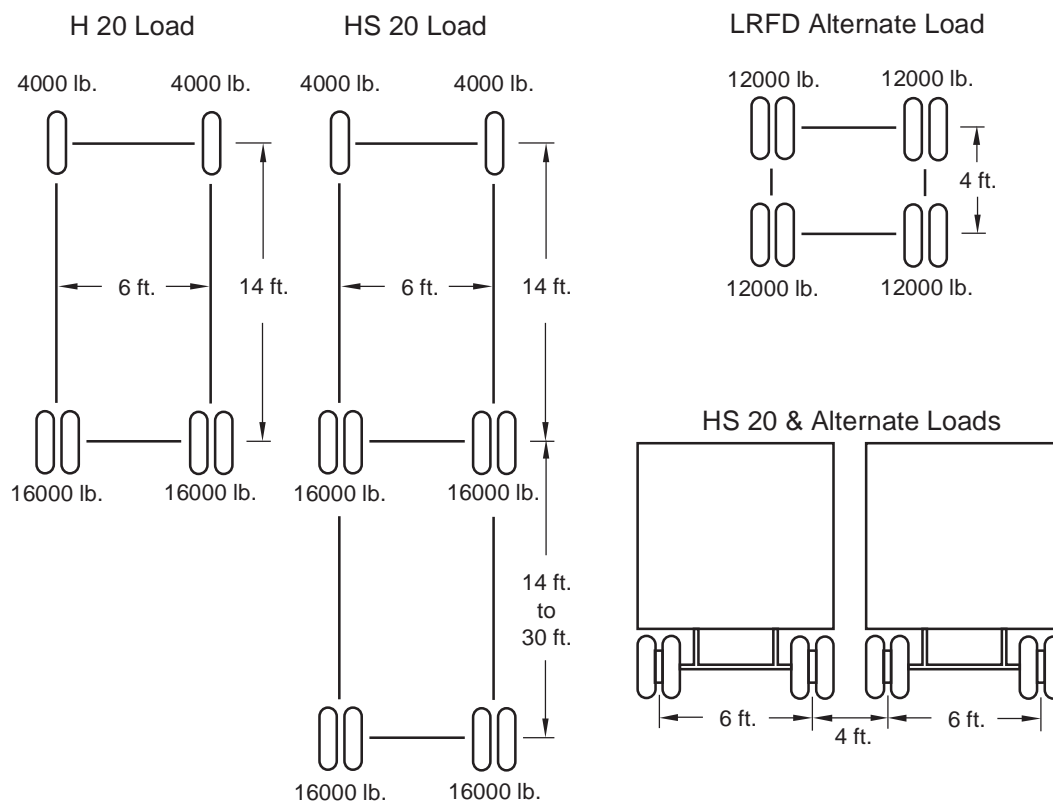 H 20 Load
4000 lb. 4000 lb.
6 ft. 14 ft.
16000 lb. 16000 lb.
HS 20 Load
4000 lb. 4000 lb.
6 ft. 14 ft.
16000 lb. 16000 lb.
14 ft.
to
30 ft.
16000 lb. 16000 lb.
LRFD Alternate Load
12000 lb. 12000 lb.
4 ft.
12000 lb. 12000 lb.
HS 20 & Alternate Loads
6 ft. 4 ft. 6 ft.